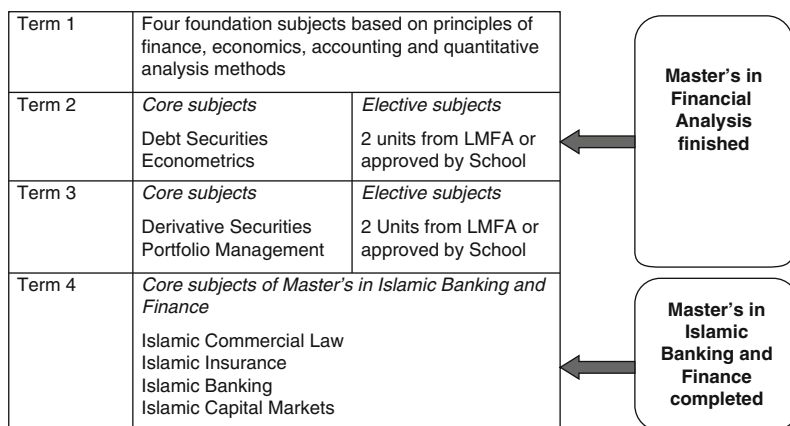 Term 1
Four foundation subjects based on principles of
finance, economics, accounting and quantitative
analysis methods
Term 2
Core subjects
Debt Securities
Econometrics
Elective subjects
2 units from LMFA or
approved by School
Term 3
Core subjects
Derivative Securities
Portfolio Management
Elective subjects
2 Units from LMFA or
approved by School
Term 4
Core subjects of Master's in Islamic Banking and
Finance
Islamic Commercial Law
Islamic Insurance
Islamic Banking
Islamic Capital Markets
Master's in
Financial
Analysis
finished
Master's in
Islamic
Banking and
Finance
completed